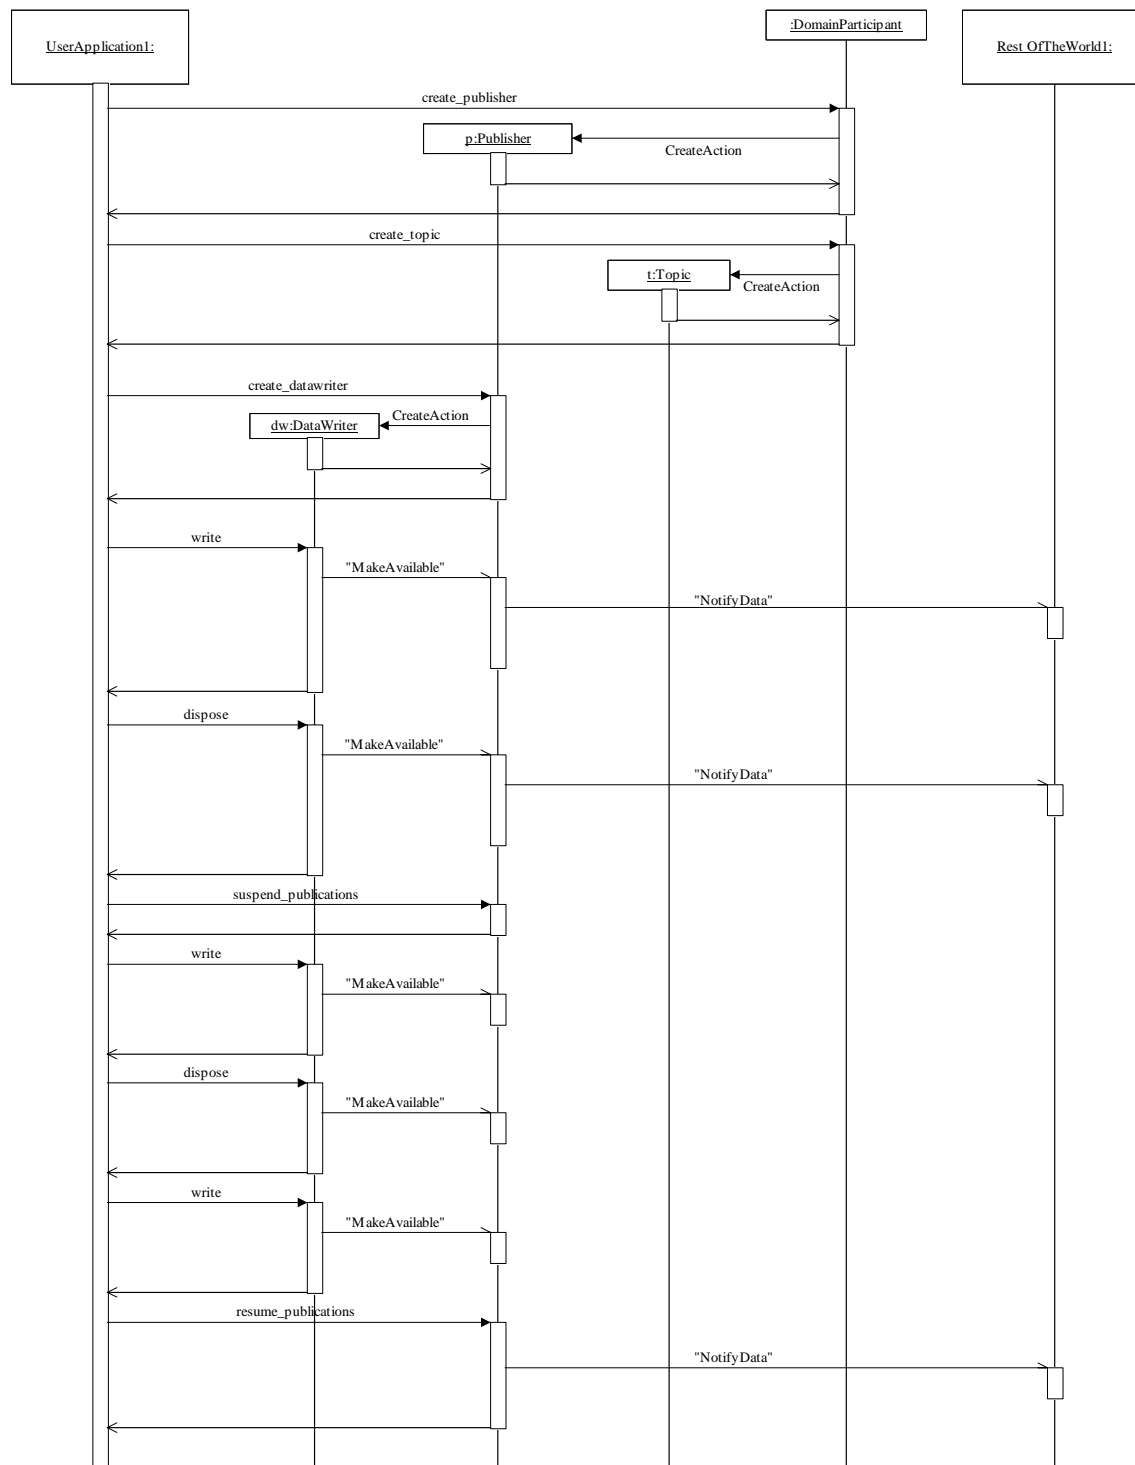 :DomainParticipant
UserApplication1:
Rest OfTheWorld1:
create_publisher
p:Publisher
CreateAction
create_topic
t:Topic
CreateAction
create_datawriter
CreateAction
dw:DataWriter
write
"MakeAvailable"
"NotifyData"
dispose
"MakeAvailable"
"NotifyData"
suspend_publications
write
"MakeAvailable"
dispose
"MakeAvailable"
write
"MakeAvailable"
resume_publications
"NotifyData"